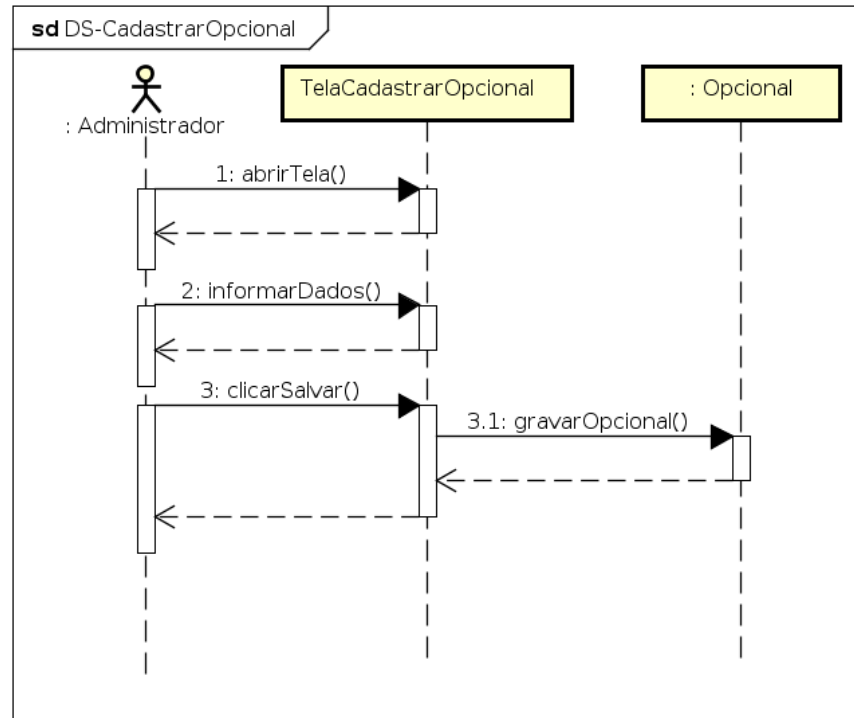 sd DS-CadastrarOpcional
: Administrador
TelaCadastrarOpcional
: Opcional
1: abrirTela()
2: informarDados()
3: clicarSalvar()
3.1: gravarOpcional()